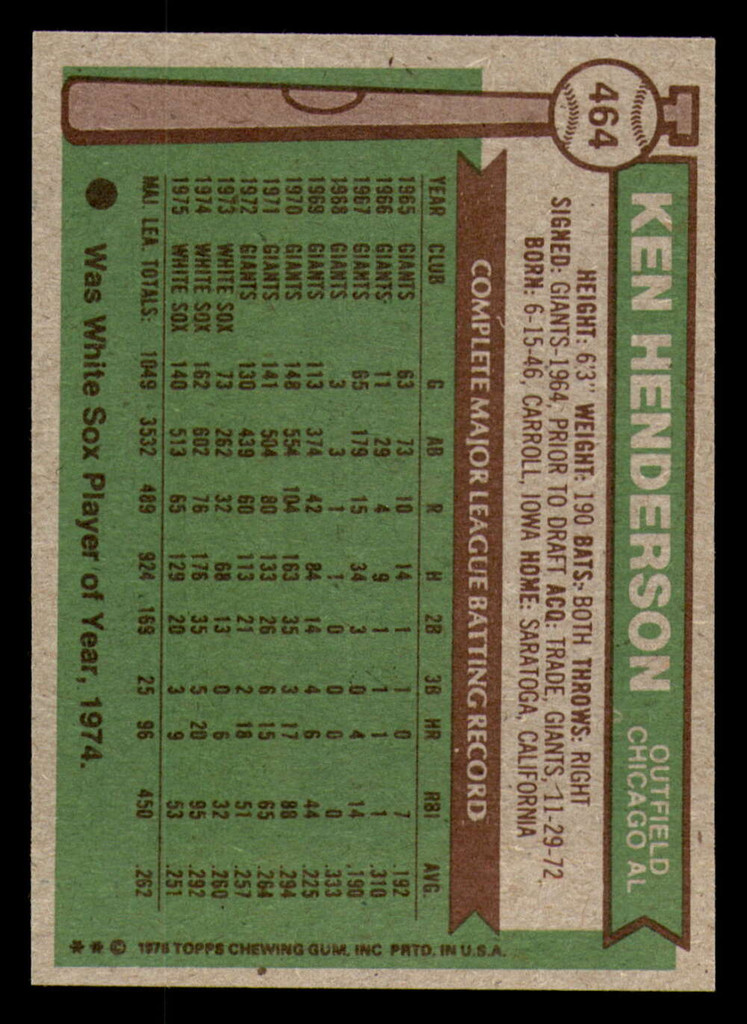 464
KEN HENDERSON
OUTFIELD
CHICAGO AL
HEIGHT: 6'3" WEIGHT: 190 BATS: BOTH THROWS: RIGHT
SIGNED: GIANTS-1964, PRIOR TO DRAFT ACQ: TRADE, GIANTS, 11-29-72
BORN: 6-15-46, CARROLL, IOWA HOME: SARATOGA, CALIFORNIA
COMPLETE MAJOR LEAGUE BATTING RECORD
YEAR CLUB G AB R H 2B 3B HR RBI AVG.
1965 GIANTS 63 73 10 14 1 1 0 7 .192
1966 GIANTS 11 29 4 9 1 1 1 1 .310
1967 GIANTS 65 179 15 34 3 0 4 14 .190
1968 GIANTS 3 3 1 1 0 0 0 0 .333
1969 GIANTS 113 374 42 84 14 4 6 44 .225
1970 GIANTS 148 554 104 163 35 3 17 88 .294
1971 GIANTS 141 504 80 133 26 6 15 65 .264
1972 GIANTS 130 439 60 113 21 2 18 51 .257
1973 WHITE SOX 73 262 32 68 13 0 6 32 .260
1974 WHITE SOX 162 602 76 176 35 5 20 95 .292
1975 WHITE SOX 140 513 65 129 20 3 9 53 .251
MAJ. LEA. TOTALS: 1049 3532 489 924 169 25 96 450 .262
Was White Sox Player of Year, 1974.
** © 1976 TOPPS CHEWING GUM, INC. PRTD. IN U.S.A.